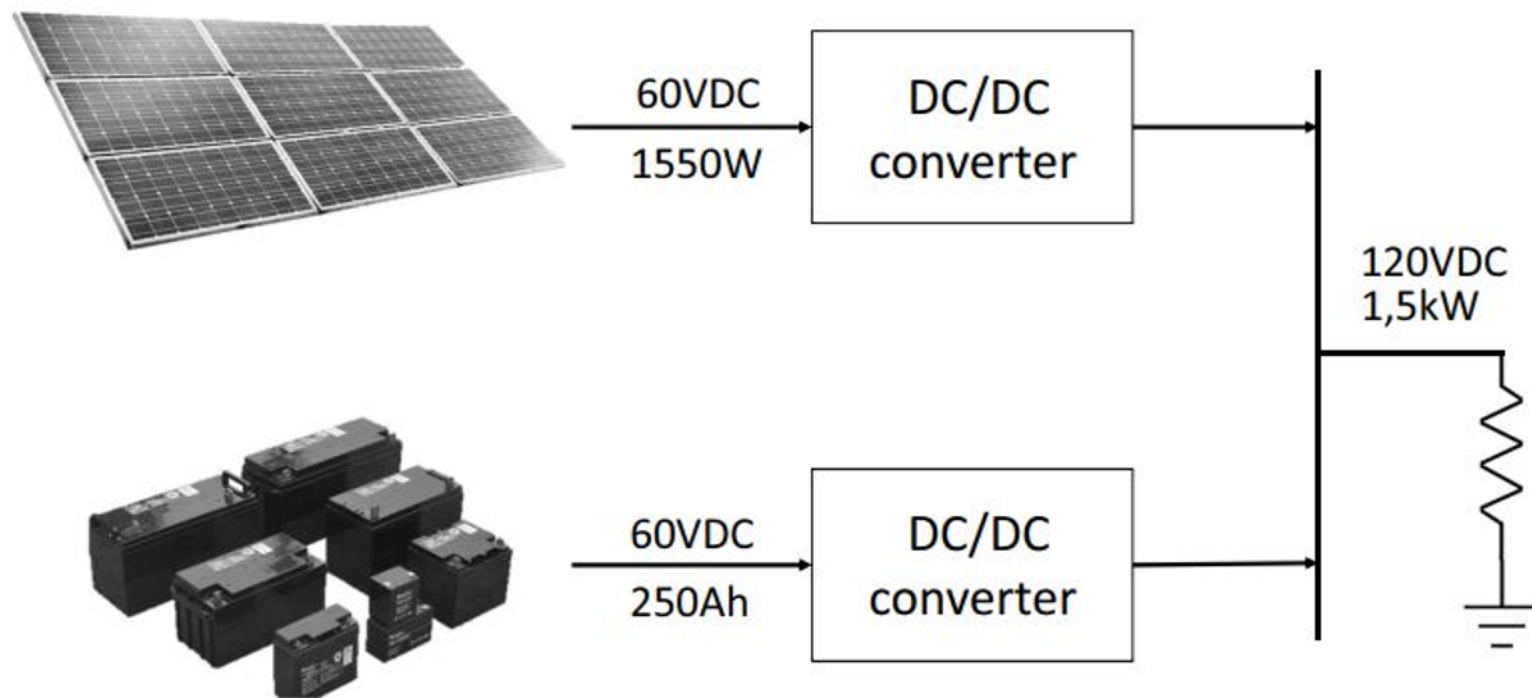 60VDC
1550W
DC/DC
converter
120VDC
1,5kW
60VDC
250Ah
DC/DC
converter